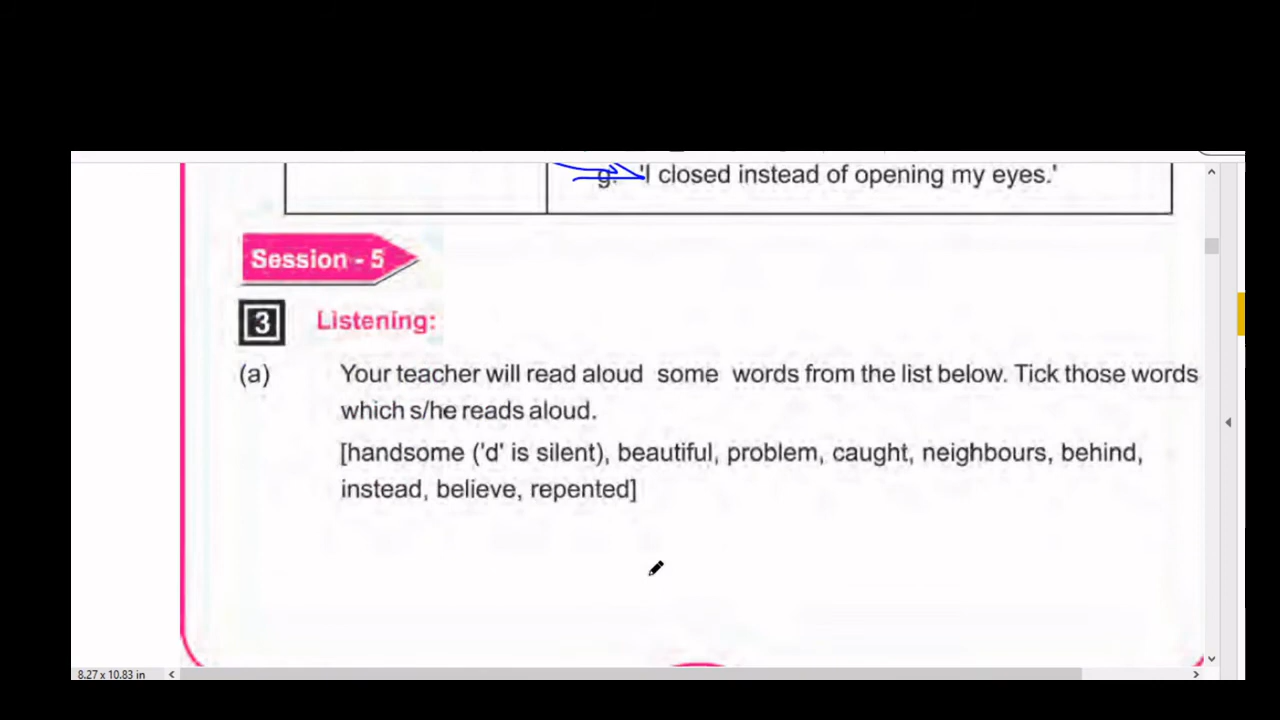 g. 'I closed instead of opening my eyes.'
Session - 5
3 Listening:
(a) Your teacher will read aloud some words from the list below. Tick those words
which s/he reads aloud.
[handsome ('d' is silent), beautiful, problem, caught, neighbours, behind,
instead, believe, repented]
8.27 x 10.83 in